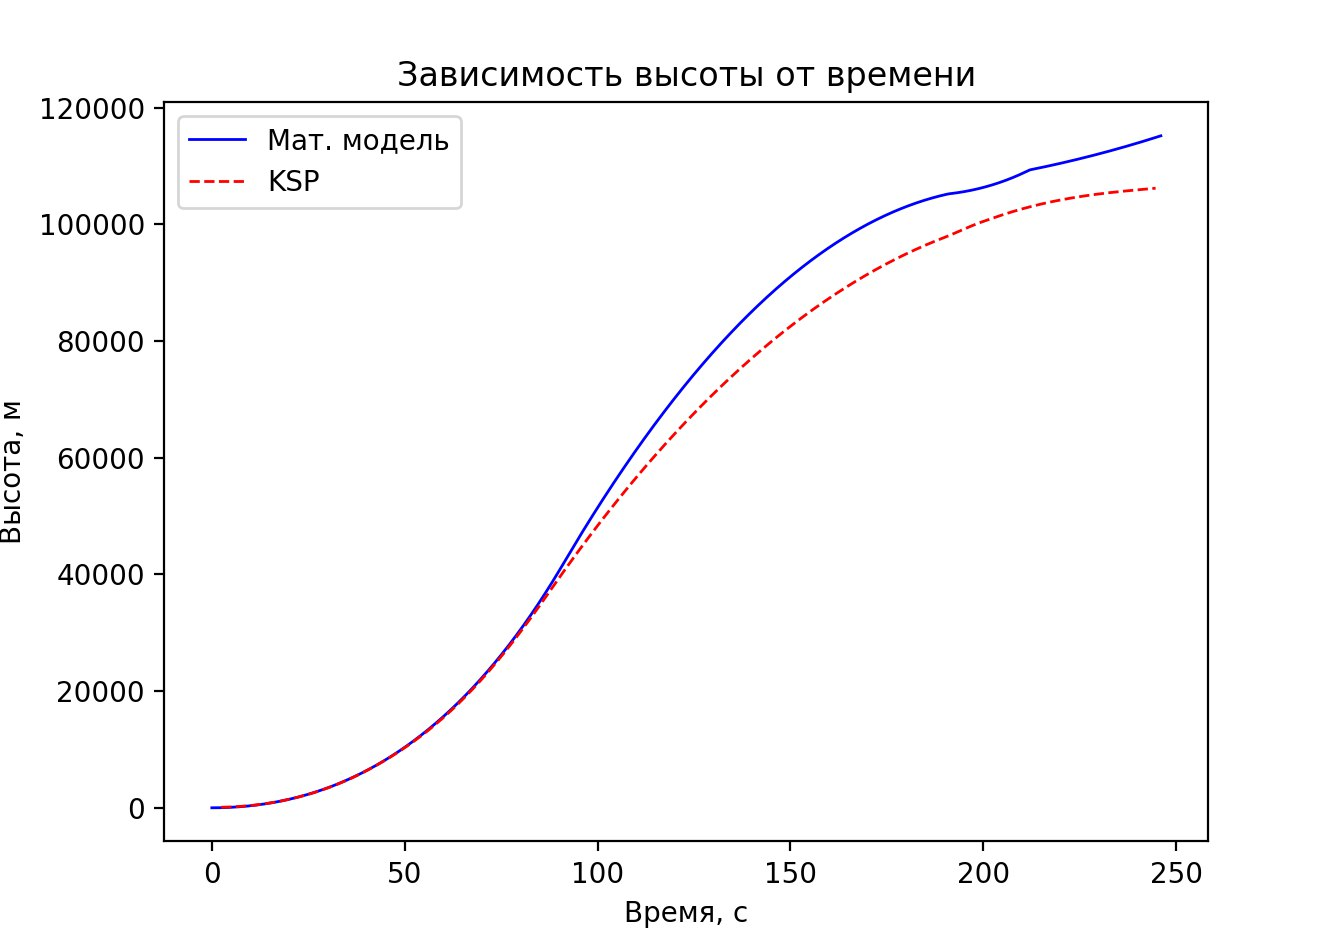 Зависимость высоты от времени
Мат. модель
KSP
120000
100000
80000
60000
40000
20000
0
Высота, м
0 50 100 150 200 250
Время, с